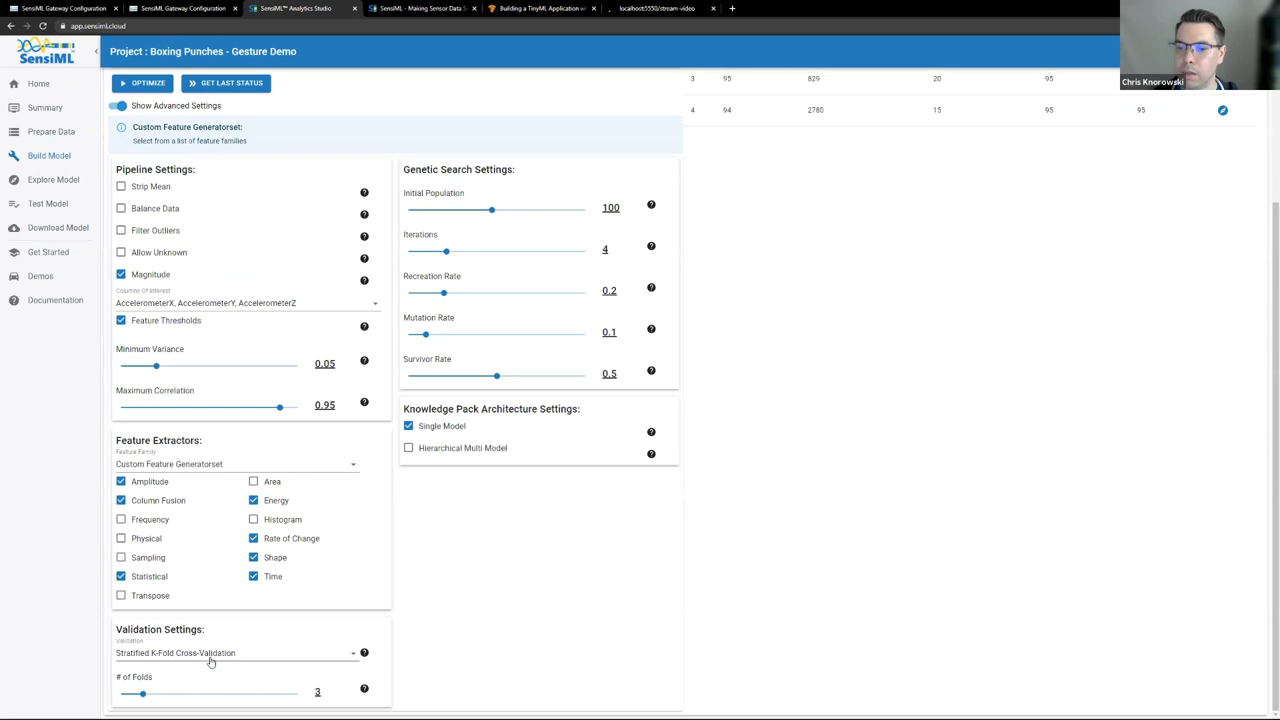 SensiML Gateway Configuration
SensiML Gateway Configuration
SensiML™ Analytics Studio
SensiML - Making Sensor Data S
Building a TinyML Application w
localhost:5550/stream-video
app.sensiml.cloud
SensiML
Project : Boxing Punches - Gesture Demo
Chris Knorowski
Home
Summary
Prepare Data
Build Model
Explore Model
Test Model
Download Model
Get Started
Demos
Documentation
OPTIMIZE
GET LAST STATUS
3 95 829 20 95
4 94 2780 15 95 95
Show Advanced Settings
Custom Feature Generatorset:
Select from a list of feature families
Pipeline Settings:
Strip Mean
Balance Data
Filter Outliers
Allow Unknown
Magnitude
Columns Of Interest
AccelerometerX, AccelerometerY, AccelerometerZ
Feature Thresholds
Minimum Variance
0.05
Maximum Correlation
0.95
Feature Extractors:
Feature Family
Custom Feature Generatorset
Amplitude Area
Column Fusion Energy
Frequency Histogram
Physical Rate of Change
Sampling Shape
Statistical Time
Transpose
Validation Settings:
Validation
Stratified K-Fold Cross-Validation
# of Folds
3
Genetic Search Settings:
Initial Population
100
Iterations
4
Recreation Rate
0.2
Mutation Rate
0.1
Survivor Rate
0.5
Knowledge Pack Architecture Settings:
Single Model
Hierarchical Multi Model